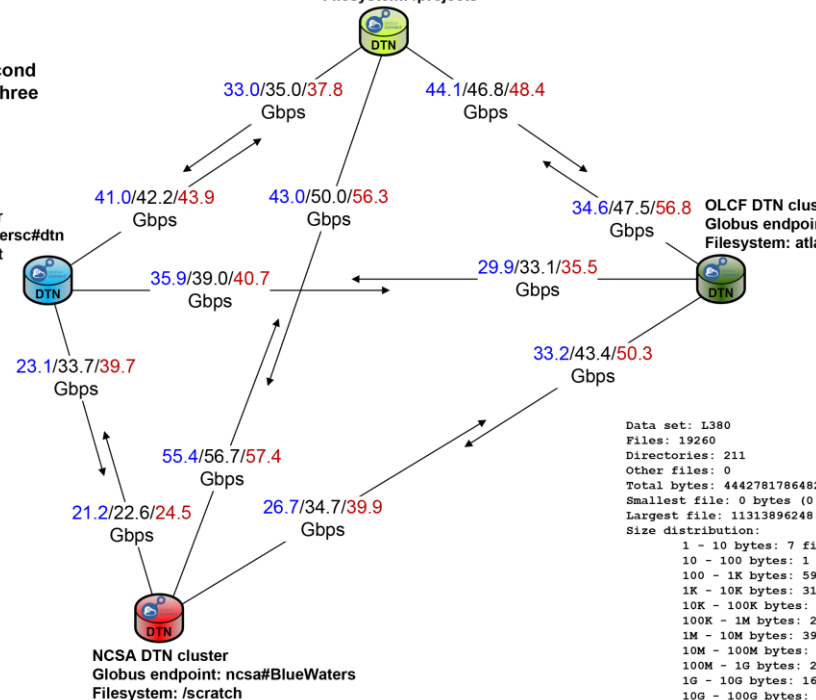 DTN
33.0/35.0/37.8
Gbps
44.1/46.8/48.4
Gbps
41.0/42.2/43.9
Gbps
43.0/50.0/56.3
Gbps
34.6/47.5/56.8
Gbps
OLCF DTN clus
Globus endpoin
Filesystem: atla
ersc#dtn
DTN
35.9/39.0/40.7
Gbps
29.9/33.1/35.5
Gbps
DTN
23.1/33.7/39.7
Gbps
33.2/43.4/50.3
Gbps
55.4/56.7/57.4
Gbps
21.2/22.6/24.5
Gbps
26.7/34.7/39.9
Gbps
DTN
NCSA DTN cluster
Globus endpoint: ncsa#BlueWaters
Filesystem: /scratch
Data set: L380
Files: 19260
Directories: 211
Other files: 0
Total bytes: 4442781786482
Smallest file: 0 bytes (0
Largest file: 11313896248
Size distribution:
1 - 10 bytes: 7 fi
10 - 100 bytes: 1
100 - 1K bytes: 59
1K - 10K bytes: 31
10K - 100K bytes:
100K - 1M bytes: 2
1M - 10M bytes: 39
10M - 100M bytes:
100M - 1G bytes: 2
1G - 10G bytes: 16
10G - 100G bytes: